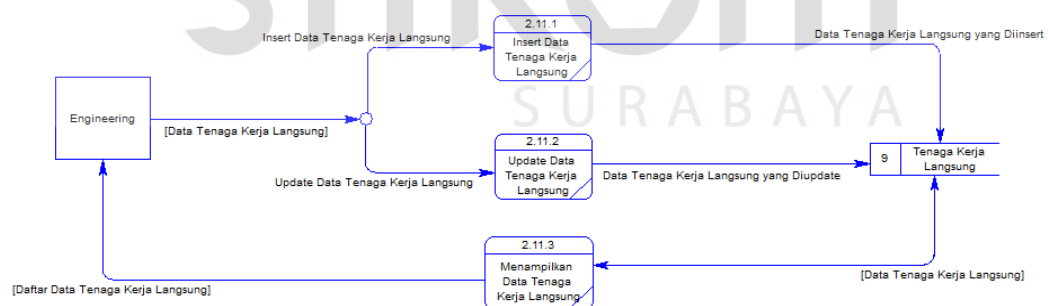 2.11.1
Insert Data Tenaga Kerja Langsung
Data Tenaga Kerja Langsung yang Diinsert
Insert Data
Tenaga Kerja
Langsung
SURABAYA
Engineering
[Data Tenaga Kerja Langsung]
2.11.2
Update Data
Tenaga Kerja
Langsung
9
Tenaga Kerja
Langsung
Update Data Tenaga Kerja Langsung
Data Tenaga Kerja Langsung yang Diupdate
2.11.3
Menampilkan
Data Tenaga
Kerja Langsung
[Data Tenaga Kerja Langsung]
[Daftar Data Tenaga Kerja Langsung]